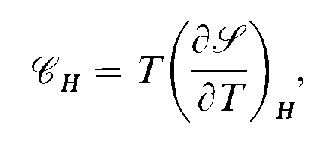 𝒞_H = T(∂𝒮/∂T)_H,